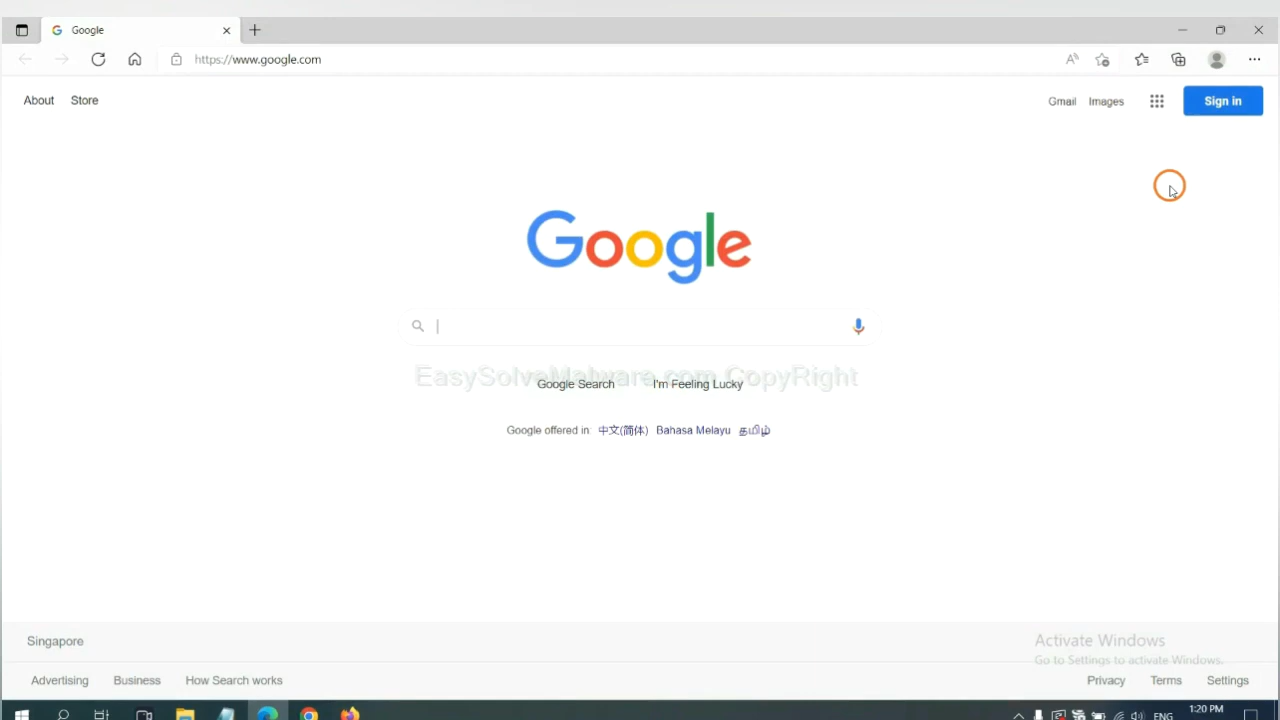 Google
https://www.google.com
About Store
Gmail Images Sign in
Google
EasySolveMalware.com CopyRight
Google Search I'm Feeling Lucky
Google offered in: 中文(简体) Bahasa Melayu தமிழ்
Singapore
Activate Windows
Go to Settings to activate Windows.
Advertising Business How Search works
Privacy Terms Settings
ENG
1:20 PM